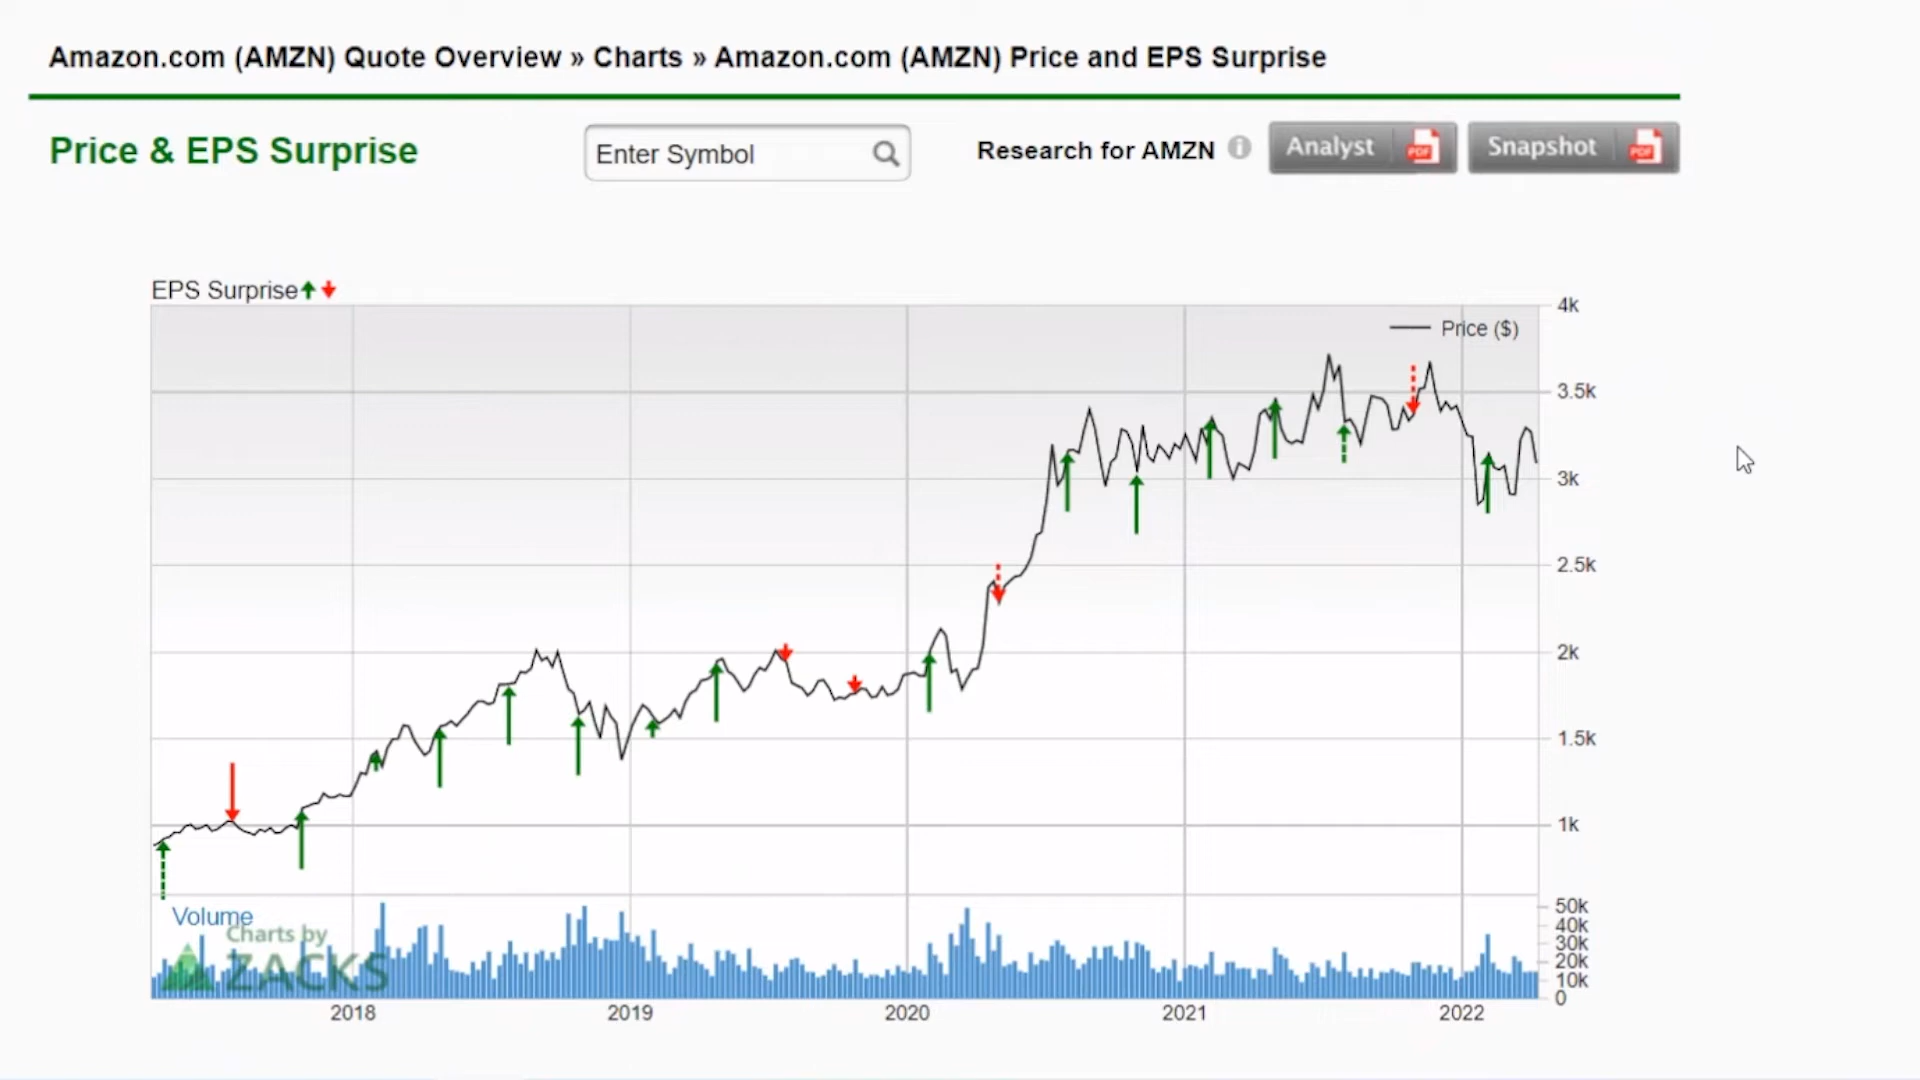 Amazon.com (AMZN) Quote Overview » Charts » Amazon.com (AMZN) Price and EPS Surprise
Price & EPS Surprise
Enter Symbol
Research for AMZN
Analyst
PDF
Snapshot
PDF
EPS Surprise
Price ($)
4k
3.5k
3k
2.5k
2k
1.5k
1k
Volume
Charts by
ZACKS
50k
40k
30k
20k
10k
0
2018 2019 2020 2021 2022